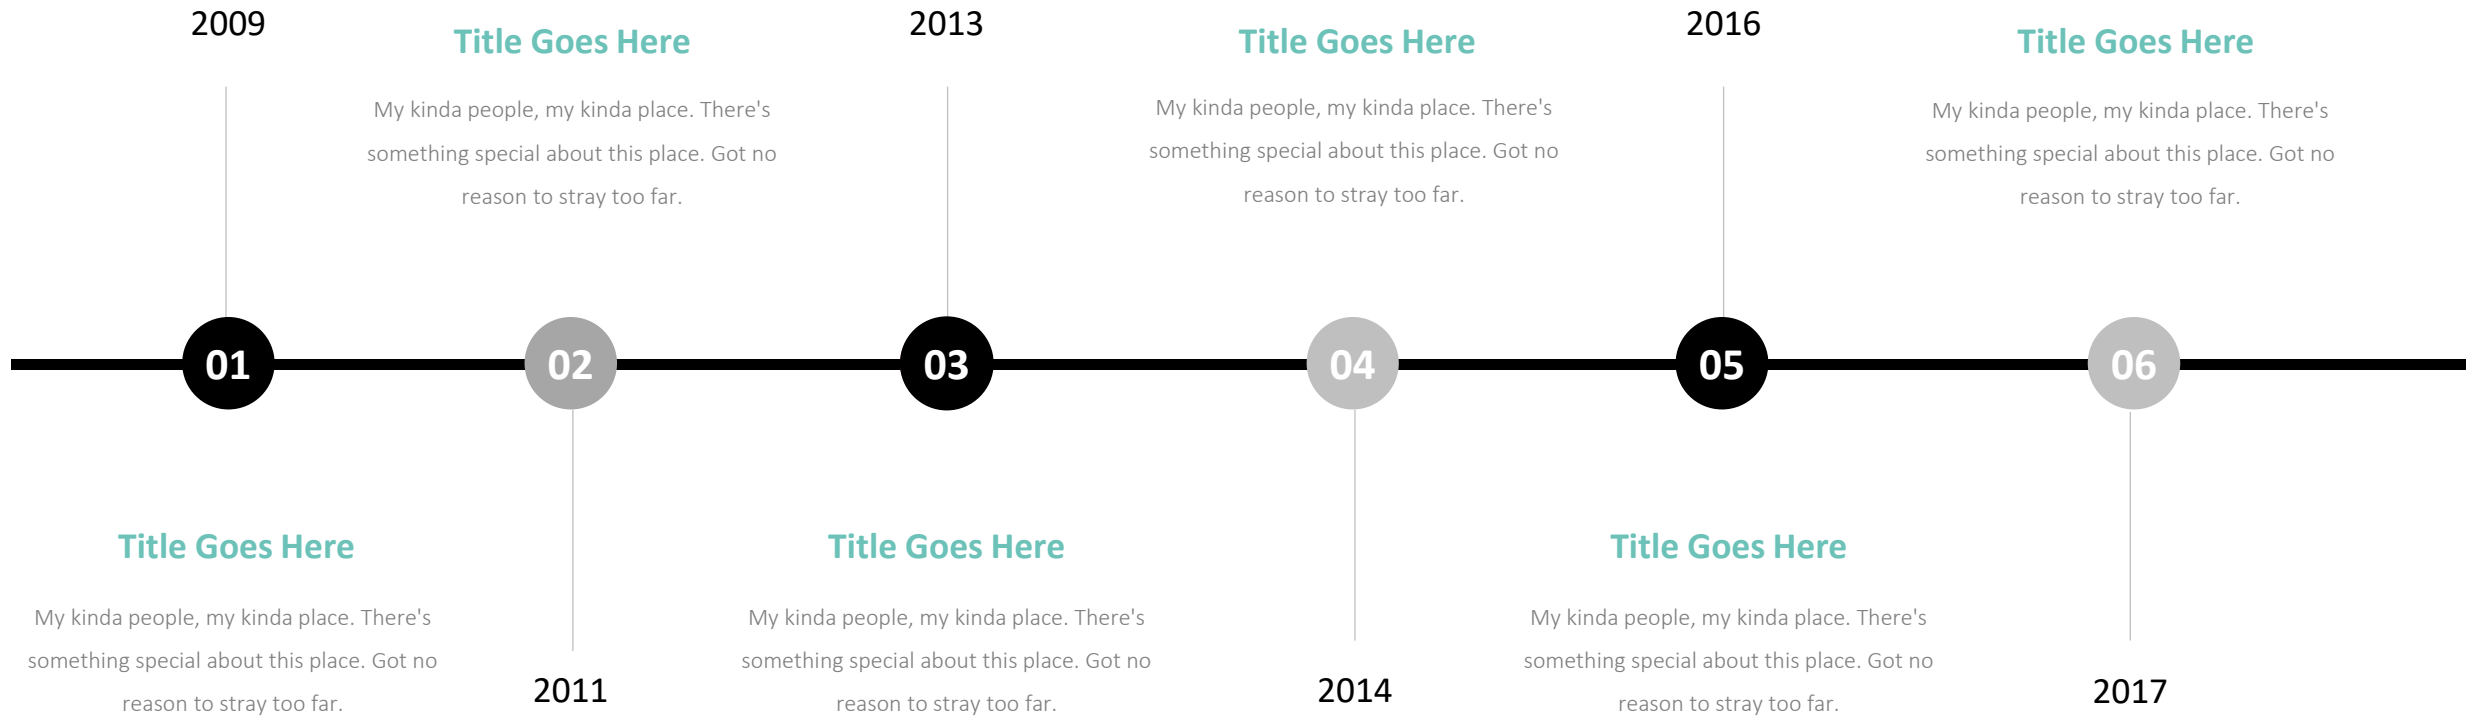 2009
Title Goes Here
My kinda people, my kinda place. There's
something special about this place. Got no
reason to stray too far.
2013
Title Goes Here
My kinda people, my kinda place. There's
something special about this place. Got no
reason to stray too far.
2016
Title Goes Here
My kinda people, my kinda place. There's
something special about this place. Got no
reason to stray too far.
01
02
03
04
05
06
Title Goes Here
My kinda people, my kinda place. There's
something special about this place. Got no
reason to stray too far.
2011
Title Goes Here
My kinda people, my kinda place. There's
something special about this place. Got no
reason to stray too far.
2014
Title Goes Here
My kinda people, my kinda place. There's
something special about this place. Got no
reason to stray too far.
2017